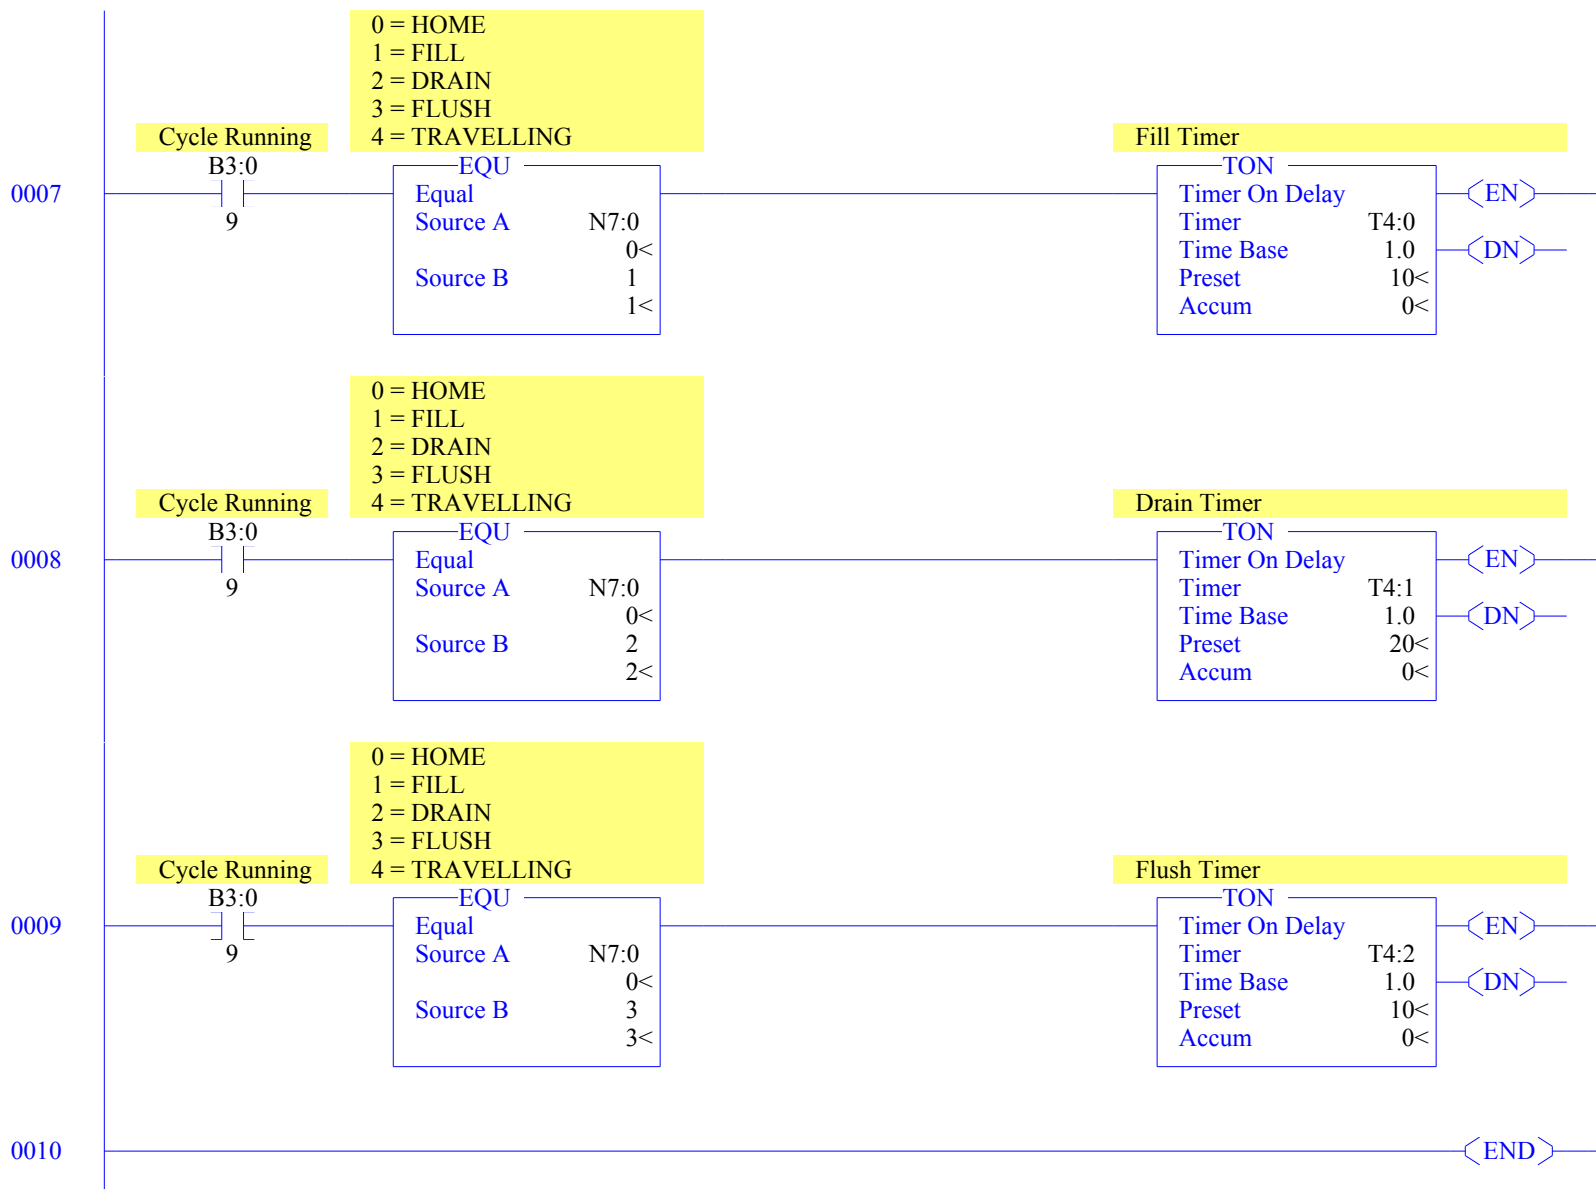 0 = HOME
1 = FILL
2 = DRAIN
3 = FLUSH
Cycle Running 4 = TRAVELLING Fill Timer
B3:0 EQU TON
0007 Equal Timer On Delay EN
9 Source A N7:0 Timer T4:0
0< Time Base 1.0 DN
Source B 1 Preset 10<
1< Accum 0<
0 = HOME
1 = FILL
2 = DRAIN
3 = FLUSH
Cycle Running 4 = TRAVELLING Drain Timer
B3:0 EQU TON
0008 Equal Timer On Delay EN
9 Source A N7:0 Timer T4:1
0< Time Base 1.0 DN
Source B 2 Preset 20<
2< Accum 0<
0 = HOME
1 = FILL
2 = DRAIN
3 = FLUSH
Cycle Running 4 = TRAVELLING Flush Timer
B3:0 EQU TON
0009 Equal Timer On Delay EN
9 Source A N7:0 Timer T4:2
0< Time Base 1.0 DN
Source B 3 Preset 10<
3< Accum 0<
0010 END